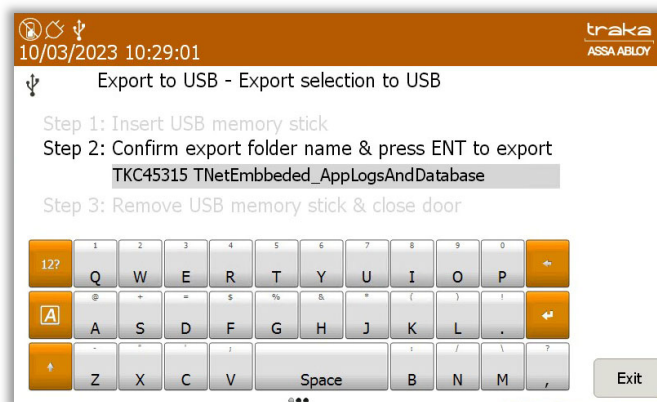 traka
10/03/2023 10:29:01
ASSA ABLOY
Export to USB - Export selection to USB
Step 1: Insert USB memory stick
Step 2: Confirm export folder name & press ENT to export
TKC45315 TNetEmbbeded_AppLogsAndDatabase
Step 3: Remove USB memory stick & close door
1 2 3 4 5 6 7 8 9 0
12? Q W E R T Y U I O P
@ + = $ % & * ( ) !
A A S D F G H J K L .
- " ' ; : / \ ?
Z X C V Space B N M ,
Exit